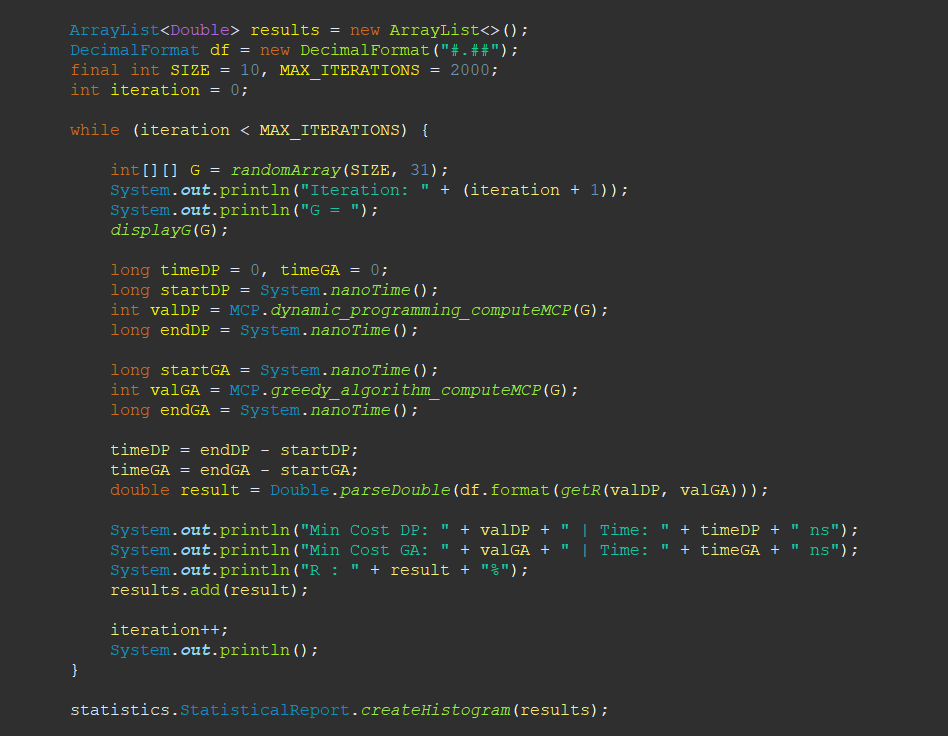 ArrayList<Double> results = new ArrayList<>();
DecimalFormat df = new DecimalFormat("#.##");
final int SIZE = 10, MAX_ITERATIONS = 2000;
int iteration = 0;
while (iteration < MAX_ITERATIONS) {
int[][] G = randomArray(SIZE, 31);
System.out.println("Iteration: " + (iteration + 1));
System.out.println("G = ");
displayG(G);
long timeDP = 0, timeGA = 0;
long startDP = System.nanoTime();
int valDP = MCP.dynamic_programming_computeMCP(G);
long endDP = System.nanoTime();
long startGA = System.nanoTime();
int valGA = MCP.greedy_algorithm_computeMCP(G);
long endGA = System.nanoTime();
timeDP = endDP - startDP;
timeGA = endGA - startGA;
double result = Double.parseDouble(df.format(getR(valDP, valGA)));
System.out.println("Min Cost DP: " + valDP + " | Time: " + timeDP + " ns");
System.out.println("Min Cost GA: " + valGA + " | Time: " + timeGA + " ns");
System.out.println("R : " + result + "%");
results.add(result);
iteration++;
System.out.println();
}
statistics.StatisticalReport.createHistogram(results);